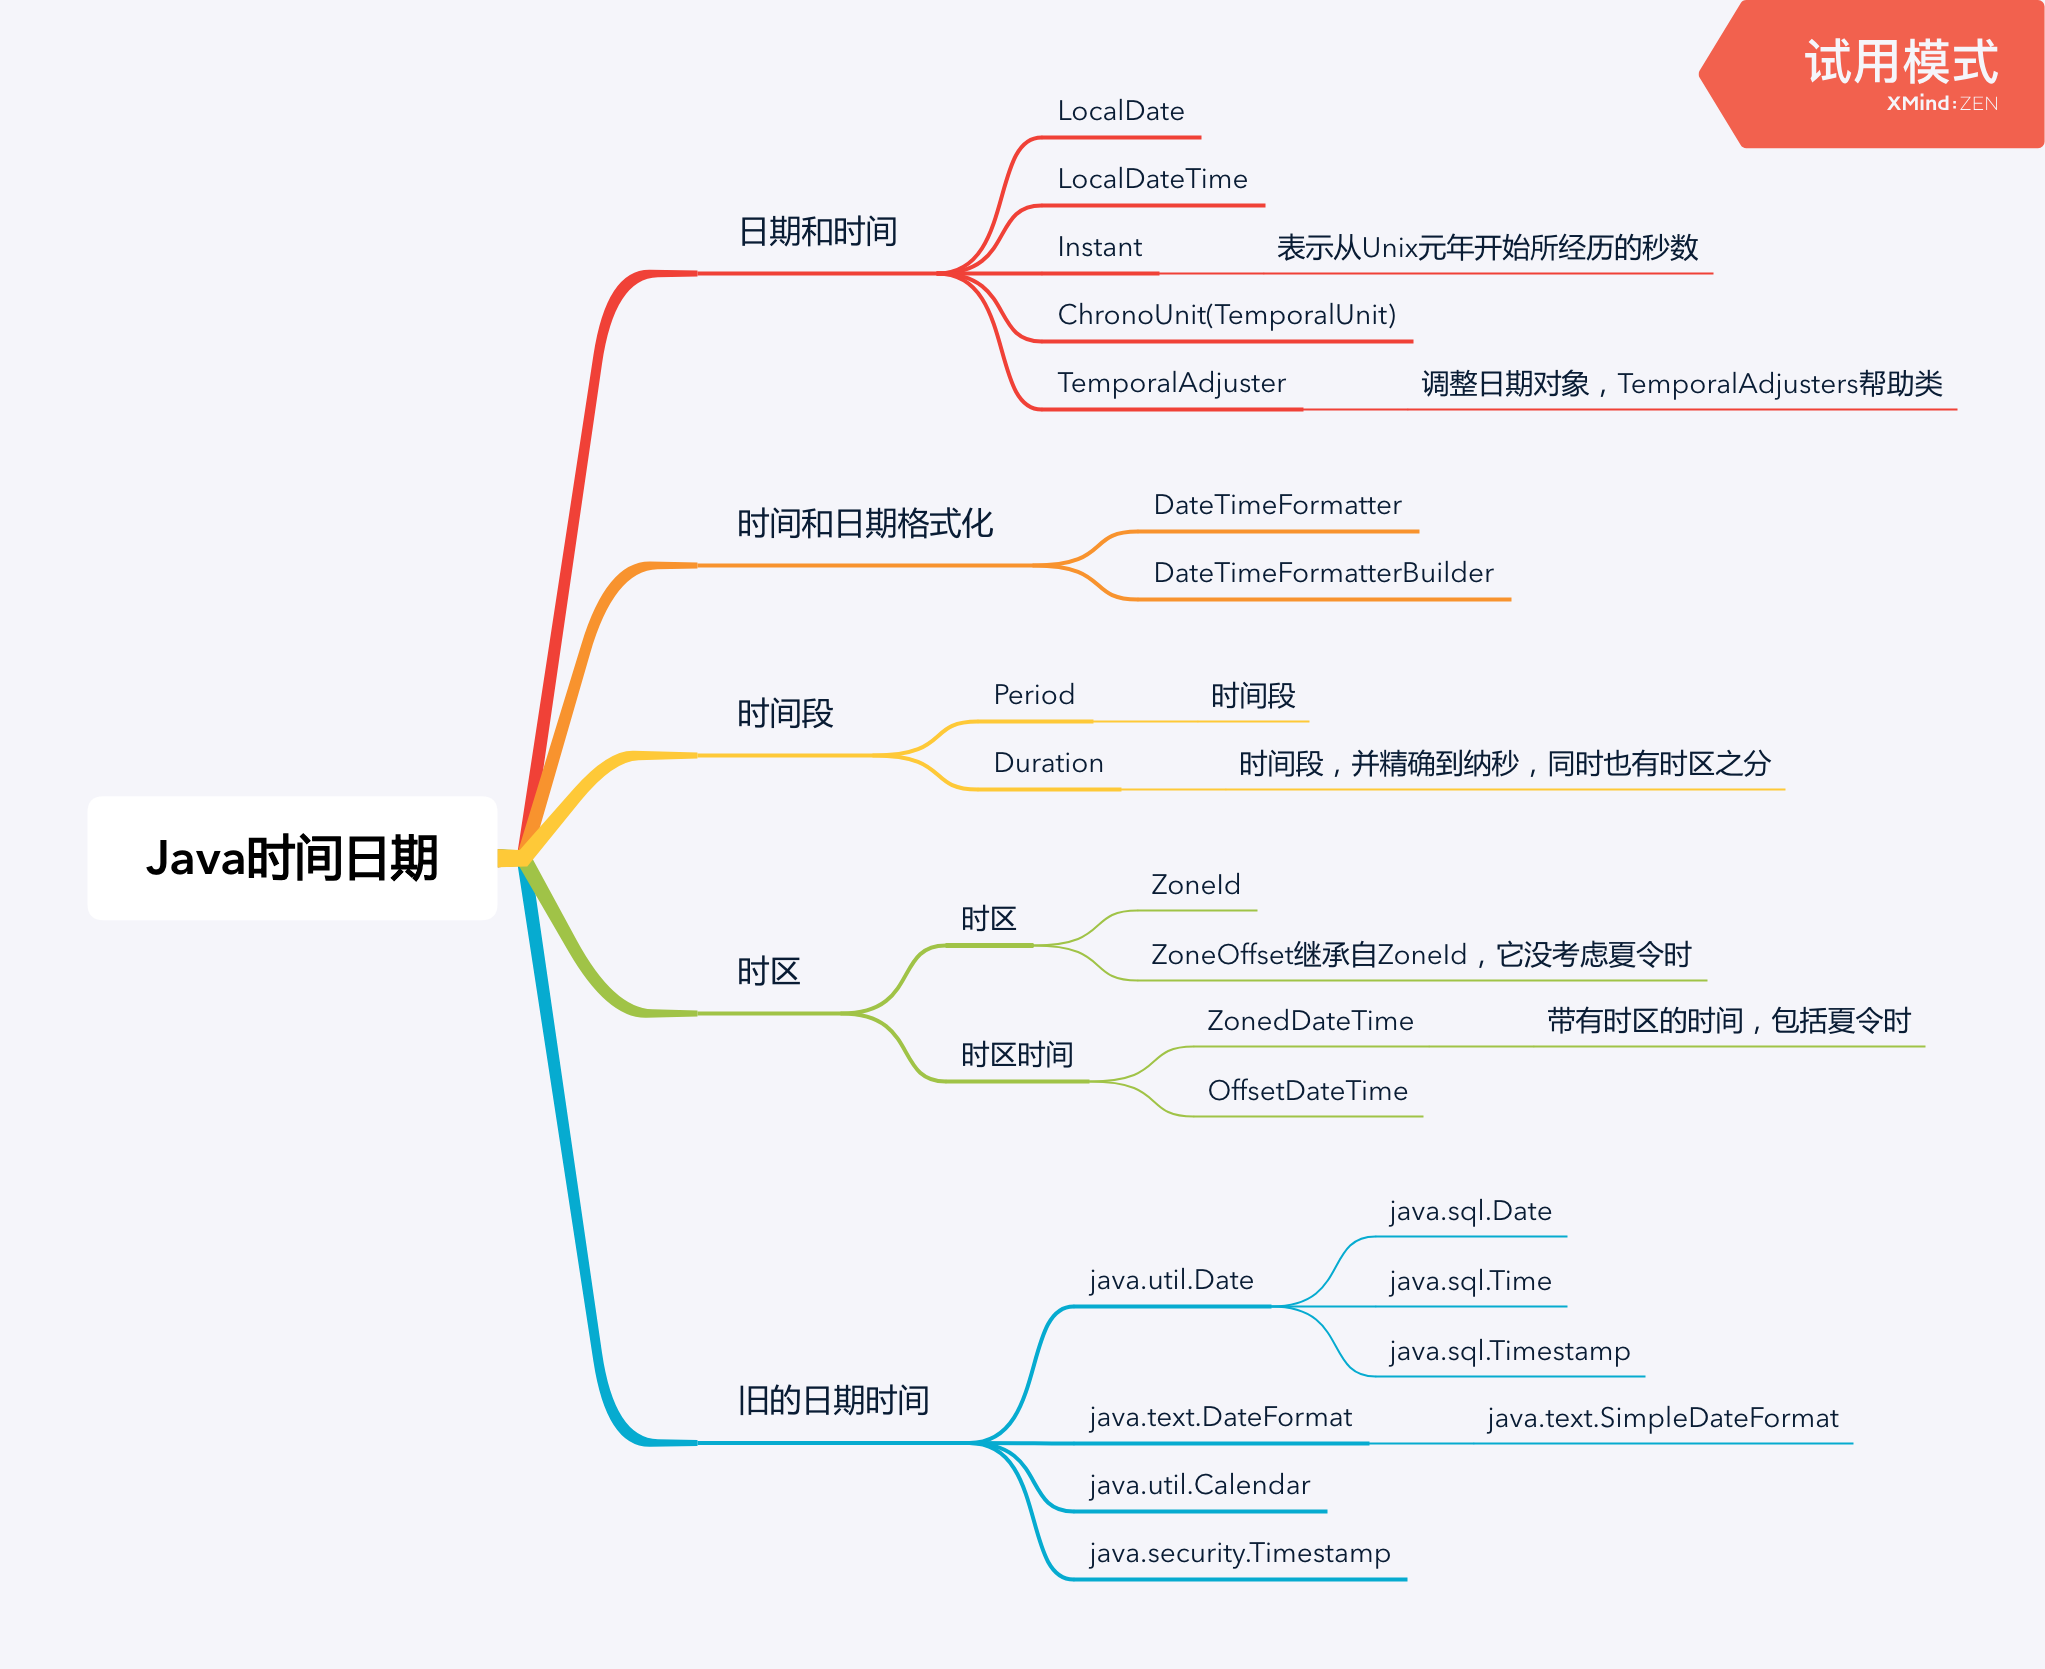 试用模式
XMind:ZEN
Java时间日期
日期和时间
LocalDate
LocalDateTime
Instant
表示从Unix元年开始所经历的秒数
ChronoUnit(TemporalUnit)
TemporalAdjuster
调整日期对象，TemporalAdjusters帮助类
时间和日期格式化
DateTimeFormatter
DateTimeFormatterBuilder
时间段
Period
时间段
Duration
时间段，并精确到纳秒，同时也有时区之分
时区
时区
ZoneId
ZoneOffset继承自ZoneId，它没考虑夏令时
时区时间
ZonedDateTime
带有时区的时间，包括夏令时
OffsetDateTime
旧的日期时间
java.util.Date
java.sql.Date
java.sql.Time
java.sql.Timestamp
java.text.DateFormat
java.text.SimpleDateFormat
java.util.Calendar
java.security.Timestamp